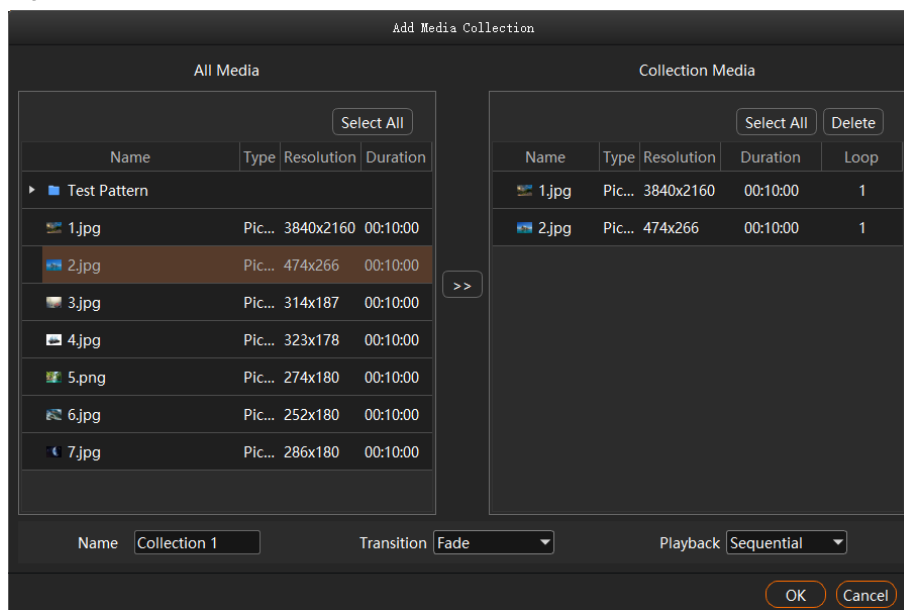 Add Media Collection
All Media
Collection Media
Select All
Select All Delete
Name Type Resolution Duration
Name Type Resolution Duration Loop
Test Pattern
1.jpg Pic... 3840x2160 00:10:00
1.jpg Pic... 3840x2160 00:10:00 1
2.jpg Pic... 474x266 00:10:00
2.jpg Pic... 474x266 00:10:00 1
>>
3.jpg Pic... 314x187 00:10:00
4.jpg Pic... 323x178 00:10:00
5.png Pic... 274x180 00:10:00
6.jpg Pic... 252x180 00:10:00
7.jpg Pic... 286x180 00:10:00
Name Collection 1 Transition Fade Playback Sequential
OK Cancel